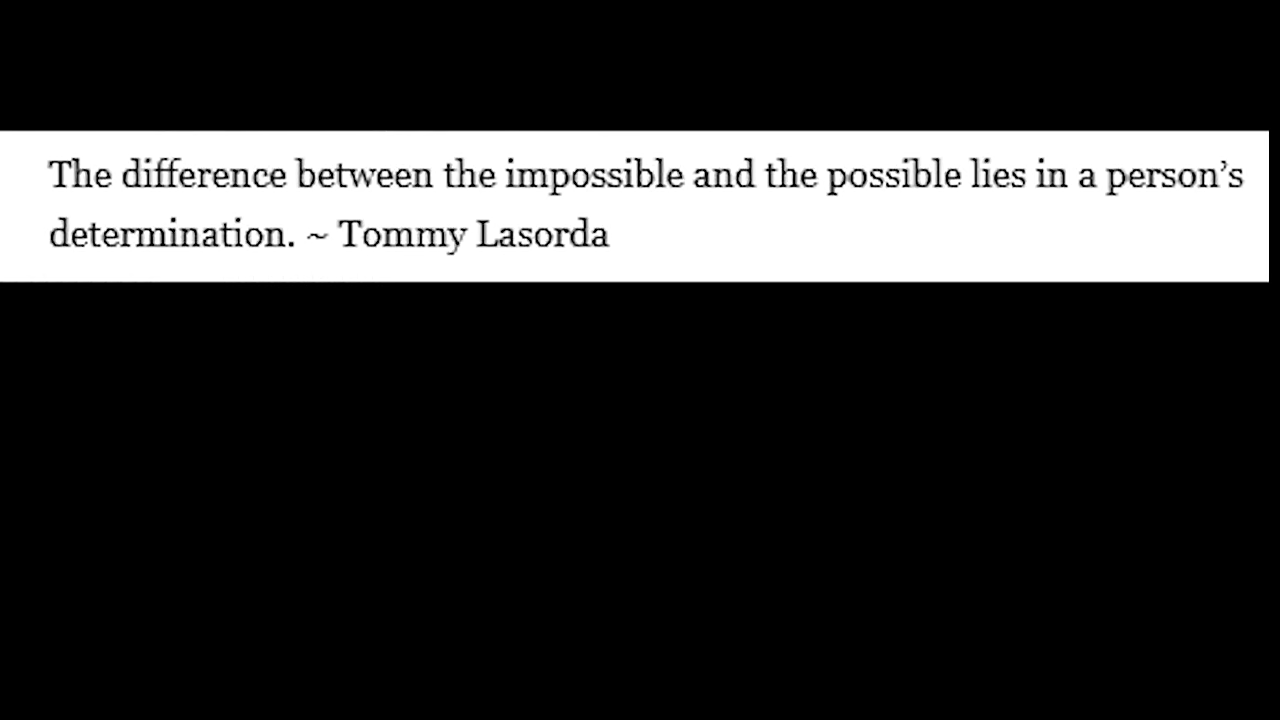 The difference between the impossible and the possible lies in a person’s
determination. ~ Tommy Lasorda